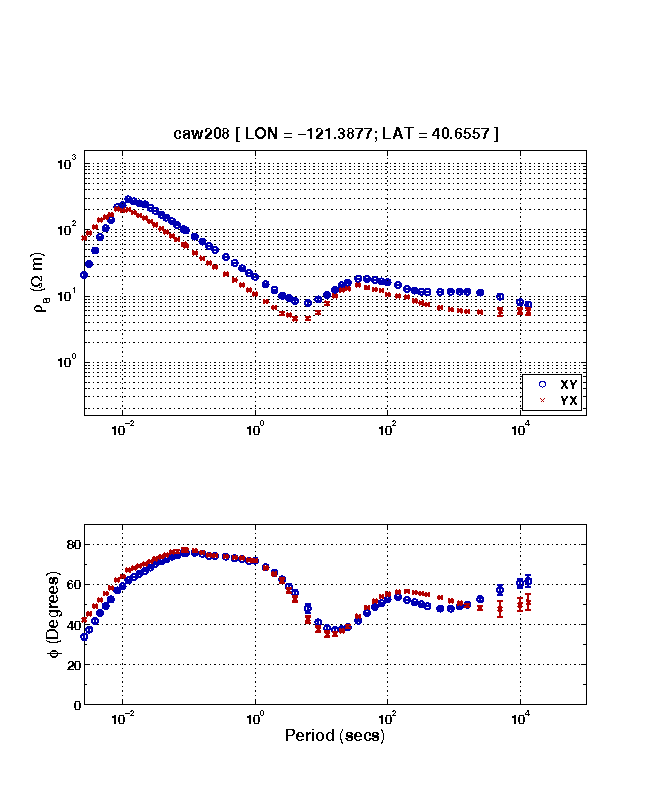 caw208 [ LON = −121.3877; LAT = 40.6557 ]
10³
10²
10¹
10⁰
ρa (Ω m)
XY
YX
10⁻² 10⁰ 10² 10⁴
80
60
40
20
0
ϕ (Degrees)
10⁻² 10⁰ 10² 10⁴
Period (secs)